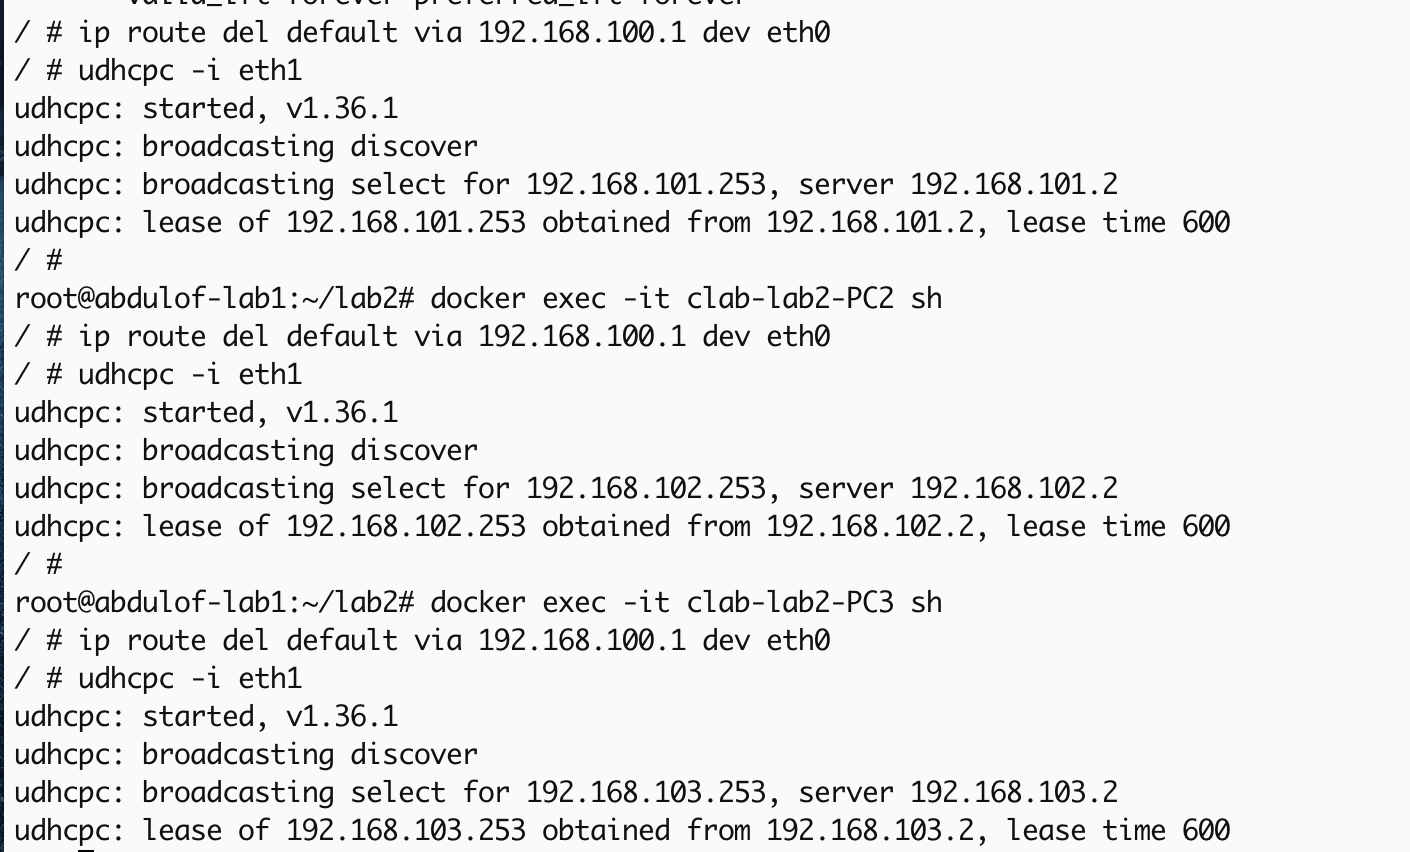 valid_lft forever preferred_lft forever
/ # ip route del default via 192.168.100.1 dev eth0
/ # udhcpc -i eth1
udhcpc: started, v1.36.1
udhcpc: broadcasting discover
udhcpc: broadcasting select for 192.168.101.253, server 192.168.101.2
udhcpc: lease of 192.168.101.253 obtained from 192.168.101.2, lease time 600
/ #
root@abdulof-lab1:~/lab2# docker exec -it clab-lab2-PC2 sh
/ # ip route del default via 192.168.100.1 dev eth0
/ # udhcpc -i eth1
udhcpc: started, v1.36.1
udhcpc: broadcasting discover
udhcpc: broadcasting select for 192.168.102.253, server 192.168.102.2
udhcpc: lease of 192.168.102.253 obtained from 192.168.102.2, lease time 600
/ #
root@abdulof-lab1:~/lab2# docker exec -it clab-lab2-PC3 sh
/ # ip route del default via 192.168.100.1 dev eth0
/ # udhcpc -i eth1
udhcpc: started, v1.36.1
udhcpc: broadcasting discover
udhcpc: broadcasting select for 192.168.103.253, server 192.168.103.2
udhcpc: lease of 192.168.103.253 obtained from 192.168.103.2, lease time 600